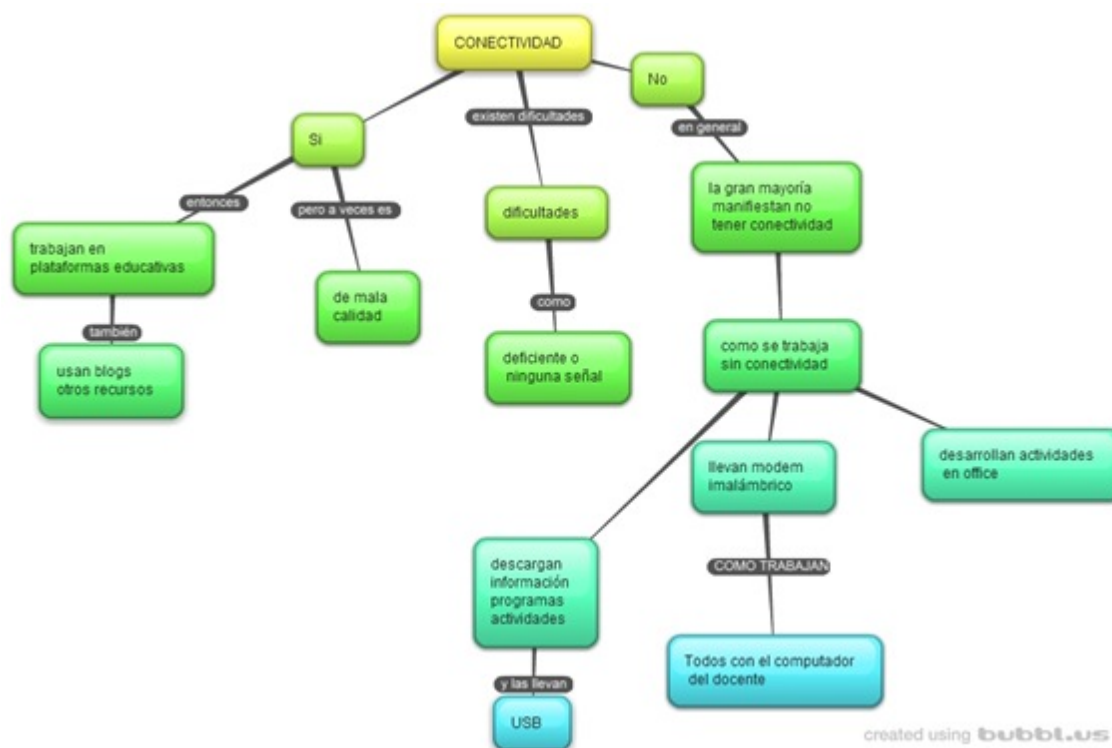 CONECTIVIDAD
No
existen dificultades
en general
Si
entonces
pero a veces es
dificultades
la gran mayoría
manifiestan no
tener conectividad
trabajan en
plataformas educativas
de mala
calidad
como
también
usan blogs
otros recursos
deficiente o
ninguna señal
como se trabaja
sin conectividad
llevan modem
imalámbrico
desarrollan actividades
en office
descargan
información
programas
actividades
COMO TRABAJAN
Todos con el computador
del docente
y las llevan
USB
created using bubbl.us